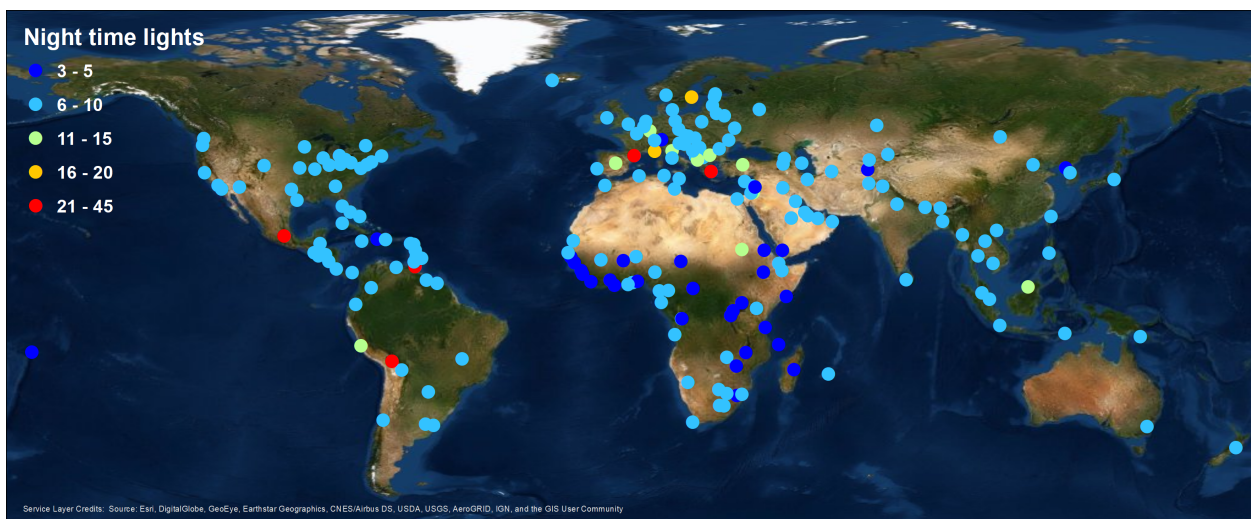 Night time lights
3 - 5
6 - 10
11 - 15
16 - 20
21 - 45
Service Layer Credits: Source: Esri, DigitalGlobe, GeoEye, Earthstar Geographics, CNES/Airbus DS, USDA, USGS, AeroGRID, IGN, and the GIS User Community